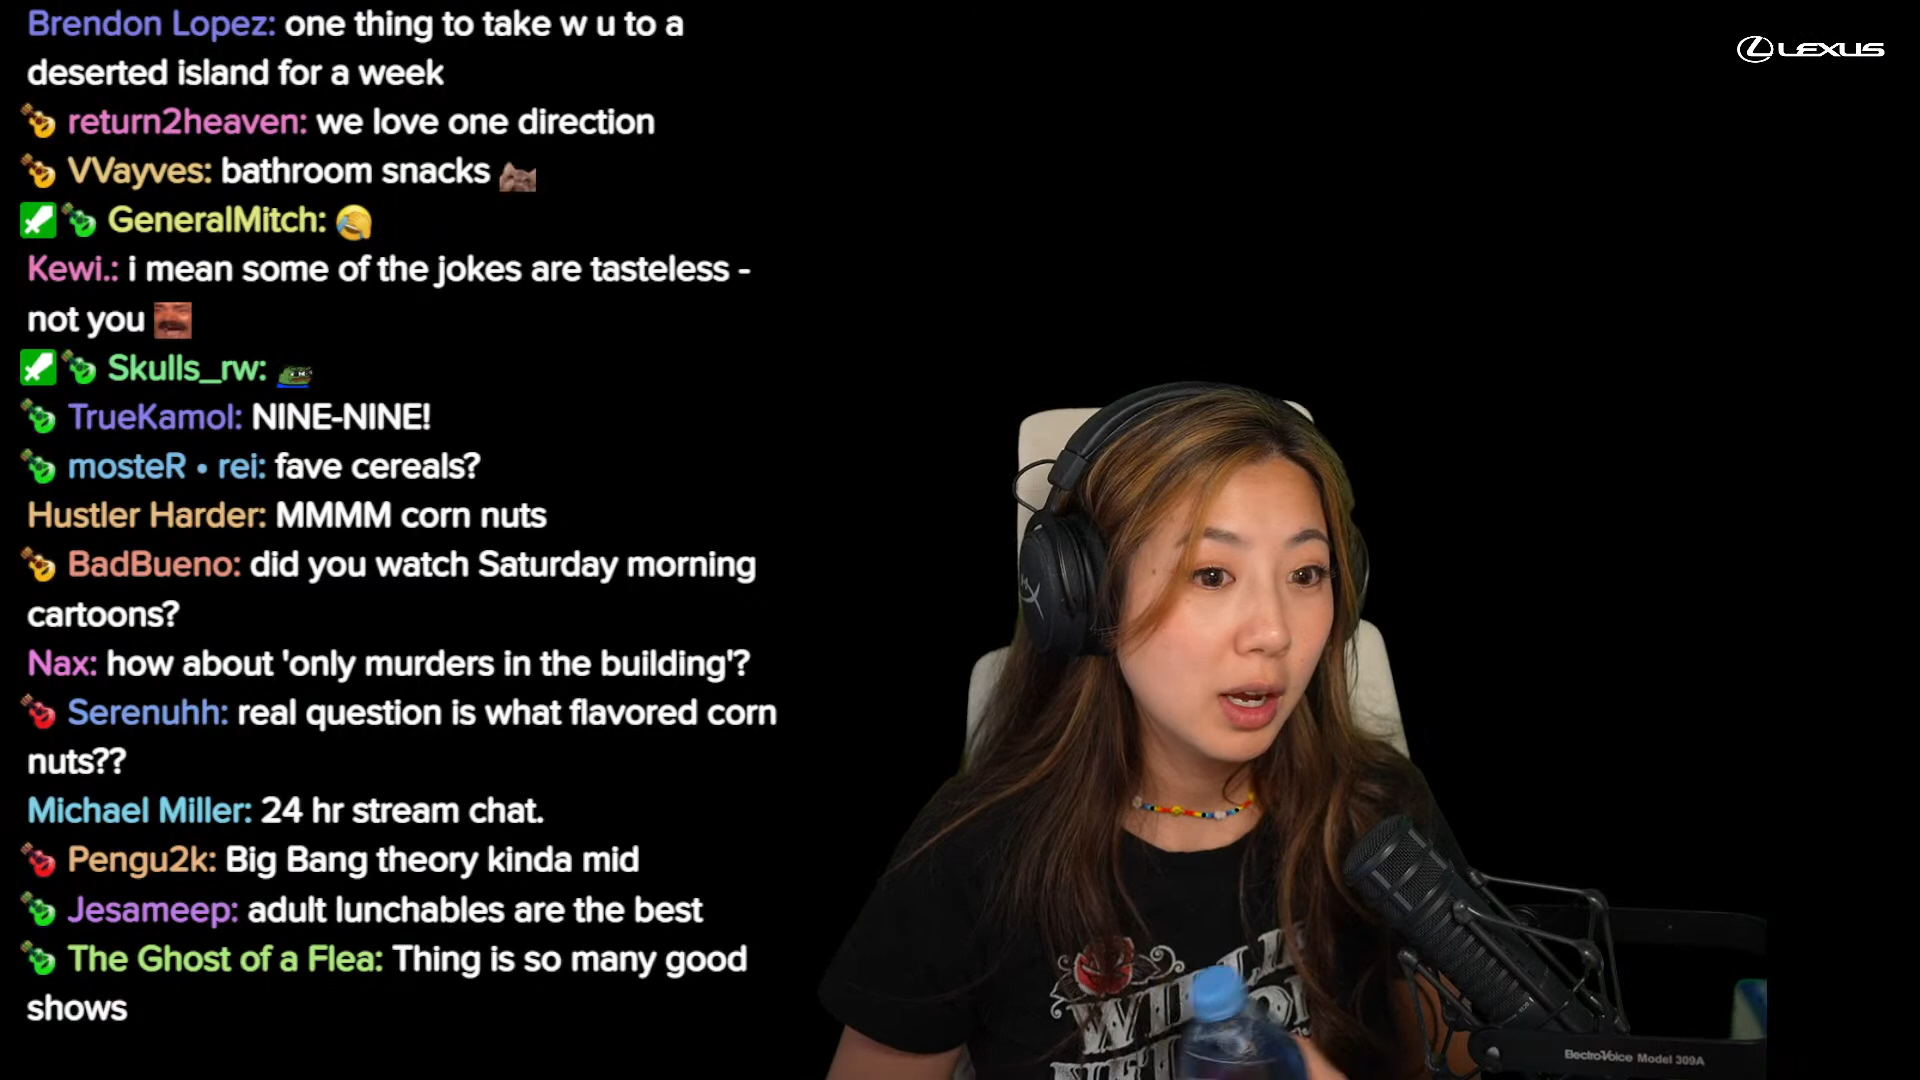 Brendon Lopez: one thing to take w u to a
deserted island for a week
return2heaven: we love one direction
VVayves: bathroom snacks
GeneralMitch:
Kewi.: i mean some of the jokes are tasteless -
not you
Skulls_rw:
TrueKamol: NINE-NINE!
mosteR • rei: fave cereals?
Hustler Harder: MMMM corn nuts
BadBueno: did you watch Saturday morning
cartoons?
Nax: how about 'only murders in the building'?
Serenuhh: real question is what flavored corn
nuts??
Michael Miller: 24 hr stream chat.
Pengu2k: Big Bang theory kinda mid
Jesameep: adult lunchables are the best
The Ghost of a Flea: Thing is so many good
shows
LEXUS
ElectroVoice Model 309A